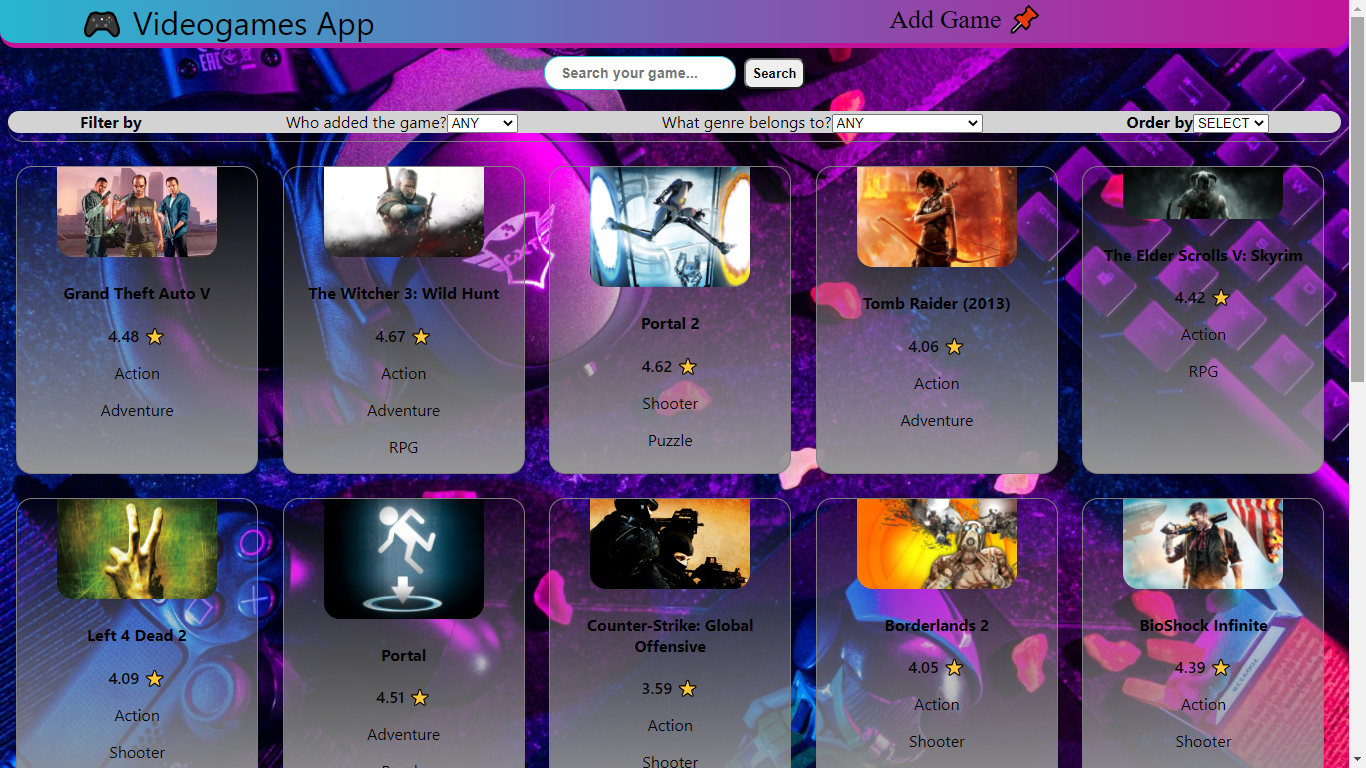 🎮 Videogames App
Add Game 📌
Search your game...
Search
Filter by
Who added the game? ANY
What genre belongs to? ANY
Order by SELECT
Grand Theft Auto V
4.48 ⭐
Action
Adventure
The Witcher 3: Wild Hunt
4.67 ⭐
Action
Adventure
RPG
Portal 2
4.62 ⭐
Shooter
Puzzle
Tomb Raider (2013)
4.06 ⭐
Action
Adventure
The Elder Scrolls V: Skyrim
4.42 ⭐
Action
RPG
Left 4 Dead 2
4.09 ⭐
Action
Shooter
Portal
4.51 ⭐
Adventure
Counter-Strike: Global
Offensive
3.59 ⭐
Action
Shooter
Borderlands 2
4.05 ⭐
Action
Shooter
BioShock Infinite
4.39 ⭐
Action
Shooter